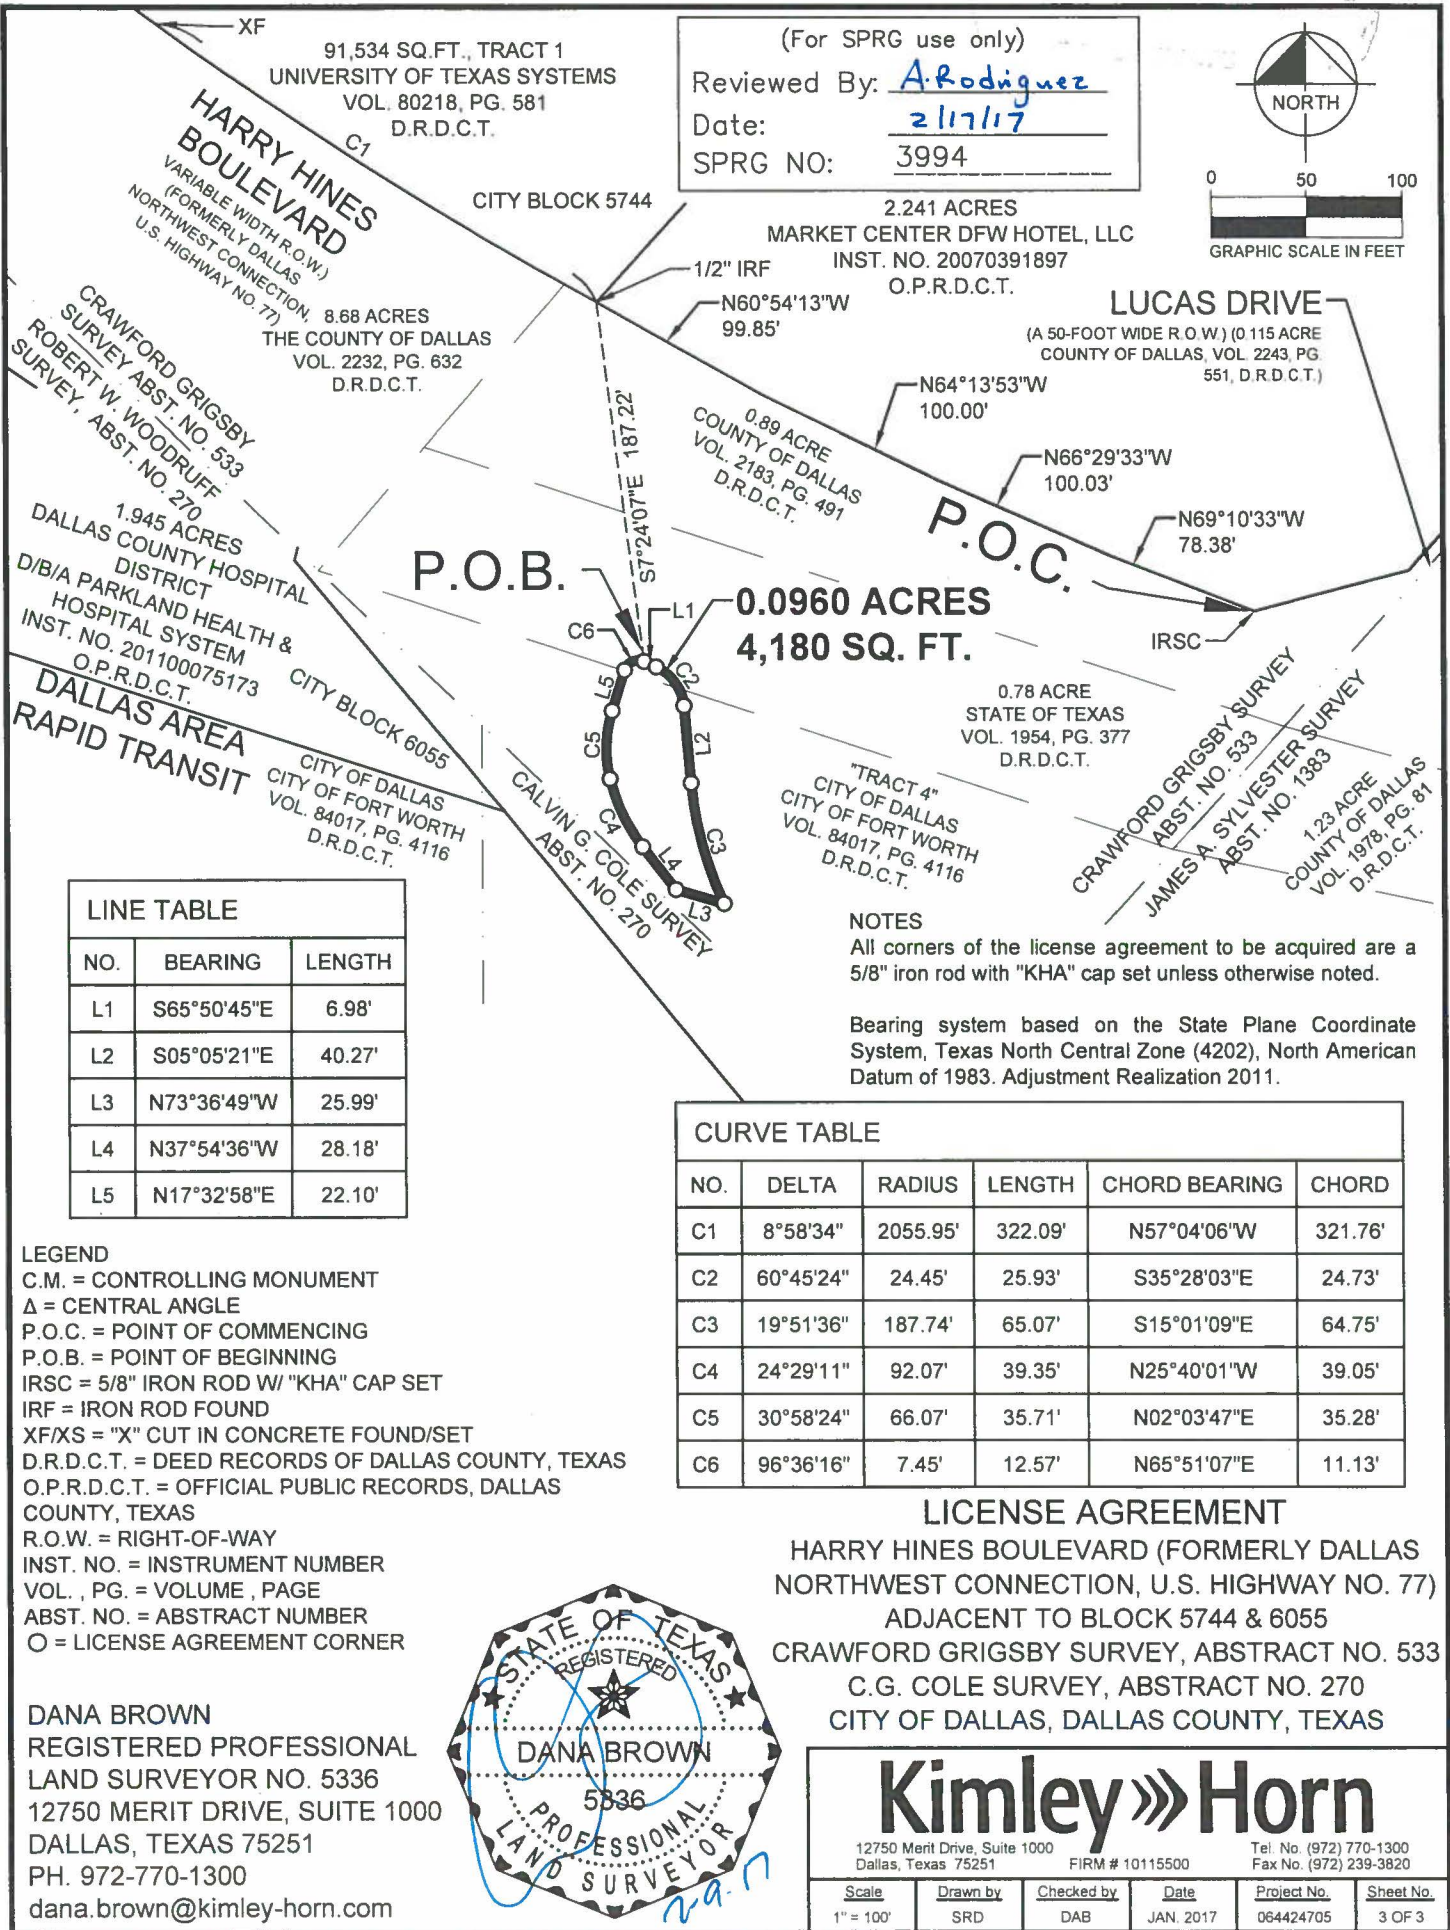 XF
91,534 SQ.FT., TRACT 1
UNIVERSITY OF TEXAS SYSTEMS
VOL. 80218, PG. 581
D.R.D.C.T.
C1
(For SPRG use only)
Reviewed By: A. Rodriguez
Date: 2/17/17
SPRG NO: 3994
NORTH
0 50 100
GRAPHIC SCALE IN FEET
HARRY HINES
BOULEVARD
VARIABLE WIDTH R.O.W.)
(FORMERLY DALLAS
NORTHWEST CONNECTION,
U.S. HIGHWAY NO. 77)
CITY BLOCK 5744
2.241 ACRES
MARKET CENTER DFW HOTEL, LLC
INST. NO. 20070391897
O.P.R.D.C.T.
1/2" IRF
N60°54'13"W
99.85'
LUCAS DRIVE
(A 50-FOOT WIDE R.O.W.) (0.115 ACRE
COUNTY OF DALLAS, VOL. 2243, PG.
551, D.R.D.C.T.)
8.68 ACRES
THE COUNTY OF DALLAS
VOL. 2232, PG. 632
D.R.D.C.T.
CRAWFORD GRIGSBY
SURVEY ABST. NO. 533
ROBERT W. WOODRUFF
SURVEY, ABST. NO. 270
N64°13'53"W
100.00'
0.89 ACRE
COUNTY OF DALLAS
VOL. 2183, PG. 491
D.R.D.C.T.
S7°24'07"E 187.22'
N66°29'33"W
100.03'
N69°10'33"W
78.38'
P.O.C.
IRSC
1.945 ACRES
DALLAS COUNTY HOSPITAL
DISTRICT
D/B/A PARKLAND HEALTH &
HOSPITAL SYSTEM
INST. NO. 201100075173
O.P.R.D.C.T.
P.O.B.
L1
0.0960 ACRES
4,180 SQ. FT.
C6
C2
L5
C5
L2
C4
C3
L4
L3
CITY BLOCK 6055
DALLAS AREA
RAPID TRANSIT
CITY OF DALLAS
CITY OF FORT WORTH
VOL. 84017, PG. 4116
D.R.D.C.T.
CALVIN G. COLE SURVEY
ABST. NO. 270
0.78 ACRE
STATE OF TEXAS
VOL. 1954, PG. 377
D.R.D.C.T.
"TRACT 4"
CITY OF DALLAS
CITY OF FORT WORTH
VOL. 84017, PG. 4116
D.R.D.C.T.
CRAWFORD GRIGSBY SURVEY
ABST. NO. 533
JAMES A. SYLVESTER SURVEY
ABST. NO. 1383
1.23 ACRE
COUNTY OF DALLAS
VOL. 1978, PG. 81
D.R.D.C.T.
LINE TABLE
NO. BEARING LENGTH
L1 S65°50'45"E 6.98'
L2 S05°05'21"E 40.27'
L3 N73°36'49"W 25.99'
L4 N37°54'36"W 28.18'
L5 N17°32'58"E 22.10'
NOTES
All corners of the license agreement to be acquired are a
5/8" iron rod with "KHA" cap set unless otherwise noted.
Bearing system based on the State Plane Coordinate
System, Texas North Central Zone (4202), North American
Datum of 1983. Adjustment Realization 2011.
CURVE TABLE
NO. DELTA RADIUS LENGTH CHORD BEARING CHORD
C1 8°58'34" 2055.95' 322.09' N57°04'06"W 321.76'
C2 60°45'24" 24.45' 25.93' S35°28'03"E 24.73'
C3 19°51'36" 187.74' 65.07' S15°01'09"E 64.75'
C4 24°29'11" 92.07' 39.35' N25°40'01"W 39.05'
C5 30°58'24" 66.07' 35.71' N02°03'47"E 35.28'
C6 96°36'16" 7.45' 12.57' N65°51'07"E 11.13'
LEGEND
C.M. = CONTROLLING MONUMENT
Δ = CENTRAL ANGLE
P.O.C. = POINT OF COMMENCING
P.O.B. = POINT OF BEGINNING
IRSC = 5/8" IRON ROD W/ "KHA" CAP SET
IRF = IRON ROD FOUND
XF/XS = "X" CUT IN CONCRETE FOUND/SET
D.R.D.C.T. = DEED RECORDS OF DALLAS COUNTY, TEXAS
O.P.R.D.C.T. = OFFICIAL PUBLIC RECORDS, DALLAS
COUNTY, TEXAS
R.O.W. = RIGHT-OF-WAY
INST. NO. = INSTRUMENT NUMBER
VOL. , PG. = VOLUME , PAGE
ABST. NO. = ABSTRACT NUMBER
O = LICENSE AGREEMENT CORNER
LICENSE AGREEMENT
HARRY HINES BOULEVARD (FORMERLY DALLAS
NORTHWEST CONNECTION, U.S. HIGHWAY NO. 77)
ADJACENT TO BLOCK 5744 & 6055
CRAWFORD GRIGSBY SURVEY, ABSTRACT NO. 533
C.G. COLE SURVEY, ABSTRACT NO. 270
CITY OF DALLAS, DALLAS COUNTY, TEXAS
DANA BROWN
REGISTERED PROFESSIONAL
LAND SURVEYOR NO. 5336
12750 MERIT DRIVE, SUITE 1000
DALLAS, TEXAS 75251
PH. 972-770-1300
dana.brown@kimley-horn.com
STATE OF TEXAS
REGISTERED
DANA BROWN
5336
PROFESSIONAL
LAND SURVEYOR
2-9-17
Kimley»)Horn
12750 Merit Drive, Suite 1000
Dallas, Texas 75251
FIRM # 10115500
Tel. No. (972) 770-1300
Fax No. (972) 239-3820
Scale Drawn by Checked by Date Project No. Sheet No.
1" = 100' SRD DAB JAN. 2017 064424705 3 OF 3